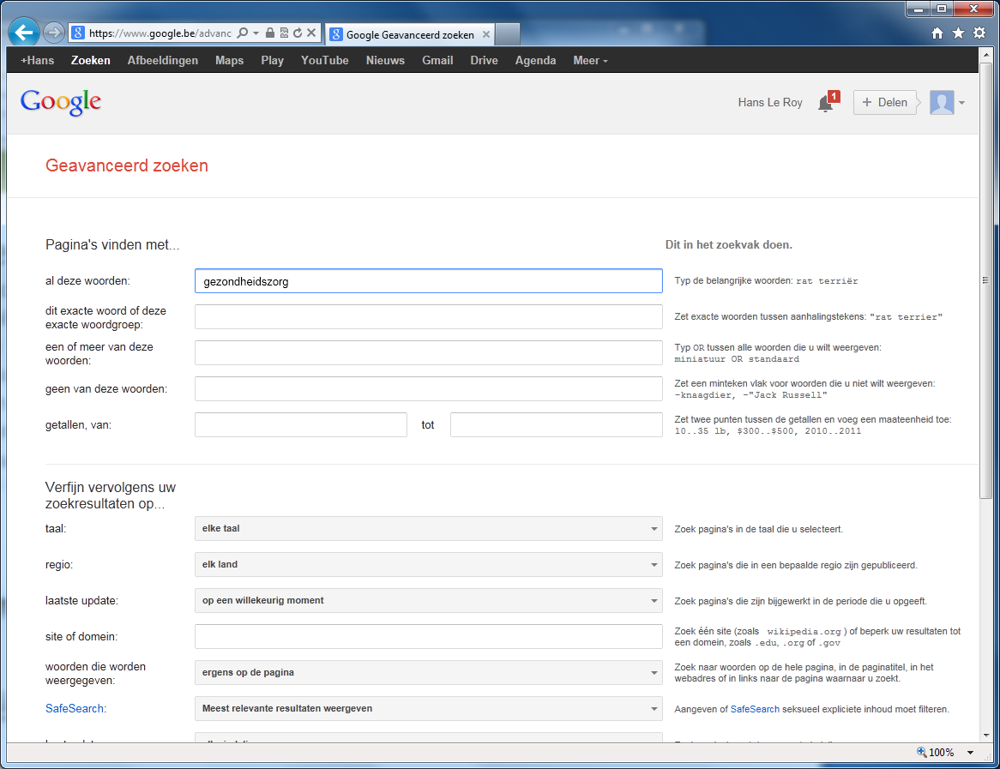 https://www.google.be/advanc
Google Geavanceerd zoeken
+Hans Zoeken Afbeeldingen Maps Play YouTube Nieuws Gmail Drive Agenda Meer
Google
Hans Le Roy
1
+ Delen
Geavanceerd zoeken
Pagina's vinden met...
Dit in het zoekvak doen.
al deze woorden:
gezondheidszorg
Typ de belangrijke woorden: rat terriër
dit exacte woord of deze
exacte woordgroep:
Zet exacte woorden tussen aanhalingstekens: "rat terrier"
een of meer van deze
woorden:
Typ OR tussen alle woorden die u wilt weergeven:
miniatuur OR standaard
geen van deze woorden:
Zet een minteken vlak voor woorden die u niet wilt weergeven:
-knaagdier, -"Jack Russell"
getallen, van:
tot
Zet twee punten tussen de getallen en voeg een maateenheid toe:
10..35 lb, $300..$500, 2010..2011
Verfijn vervolgens uw
zoekresultaten op...
taal:
elke taal
Zoek pagina's in de taal die u selecteert.
regio:
elk land
Zoek pagina's die in een bepaalde regio zijn gepubliceerd.
laatste update:
op een willekeurig moment
Zoek pagina's die zijn bijgewerkt in de periode die u opgeeft.
site of domein:
Zoek één site (zoals wikipedia.org ) of beperk uw resultaten tot
een domein, zoals .edu, .org of .gov
woorden die worden
weergegeven:
ergens op de pagina
Zoek naar woorden op de hele pagina, in de paginatitel, in het
webadres of in links naar de pagina waarnaar u zoekt.
SafeSearch:
Meest relevante resultaten weergeven
Aangeven of SafeSearch seksueel expliciete inhoud moet filteren.
100%